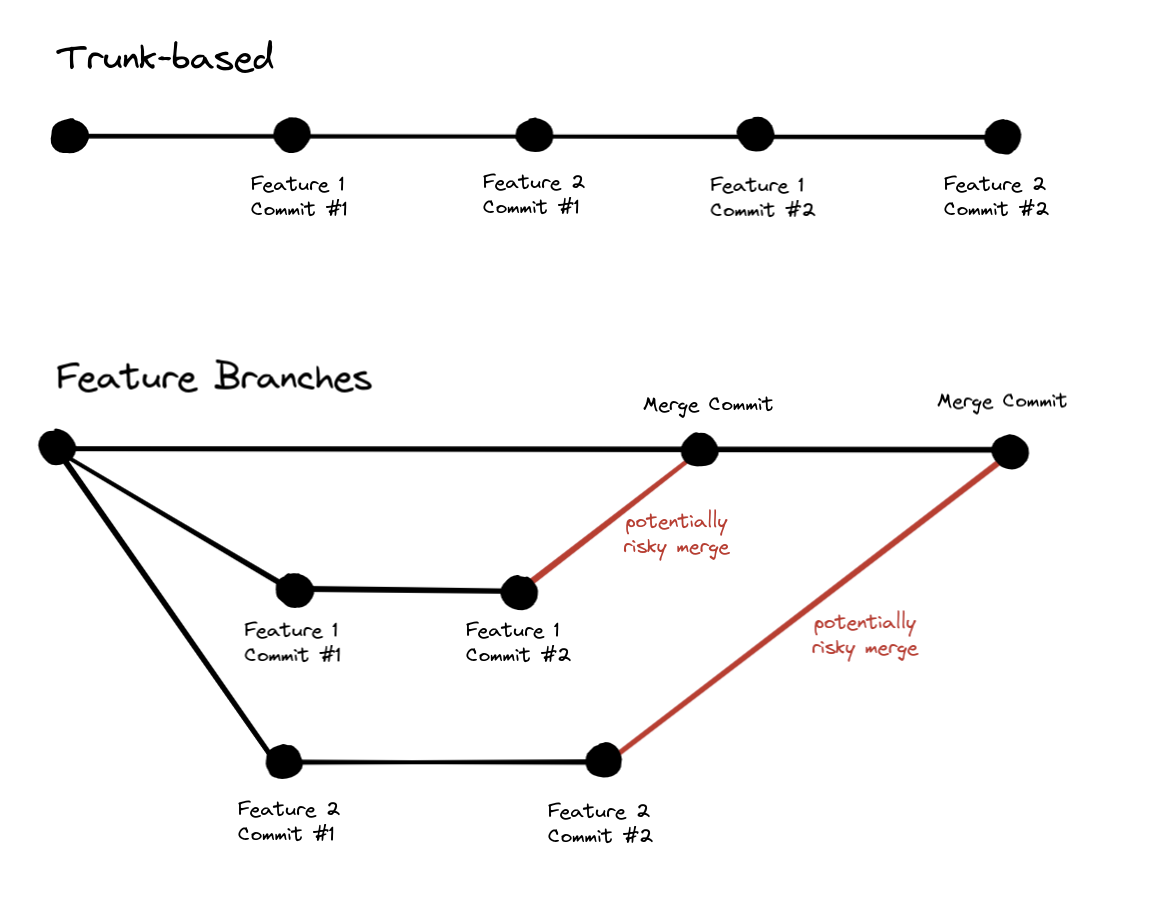 Trunk-based
Feature 1
Commit #1
Feature 2
Commit #1
Feature 1
Commit #2
Feature 2
Commit #2
Feature Branches
Merge Commit
Merge Commit
potentially
risky merge
potentially
risky merge
Feature 1
Commit #1
Feature 1
Commit #2
Feature 2
Commit #1
Feature 2
Commit #2